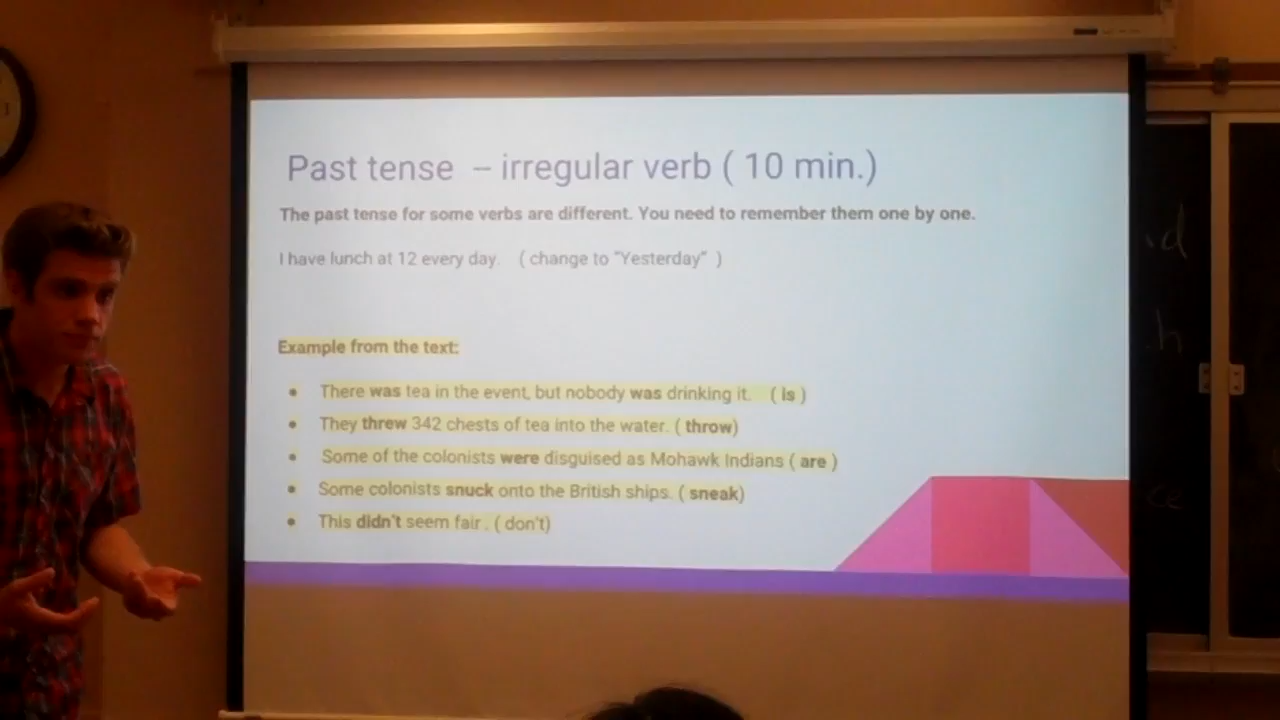 Past tense – irregular verb ( 10 min.)
The past tense for some verbs are different. You need to remember them one by one.
I have lunch at 12 every day. ( change to "Yesterday" )
Example from the text:
• There was tea in the event, but nobody was drinking it. ( is )
• They threw 342 chests of tea into the water. ( throw)
• Some of the colonists were disguised as Mohawk Indians ( are )
• Some colonists snuck onto the British ships. ( sneak)
• This didn't seem fair . ( don't)